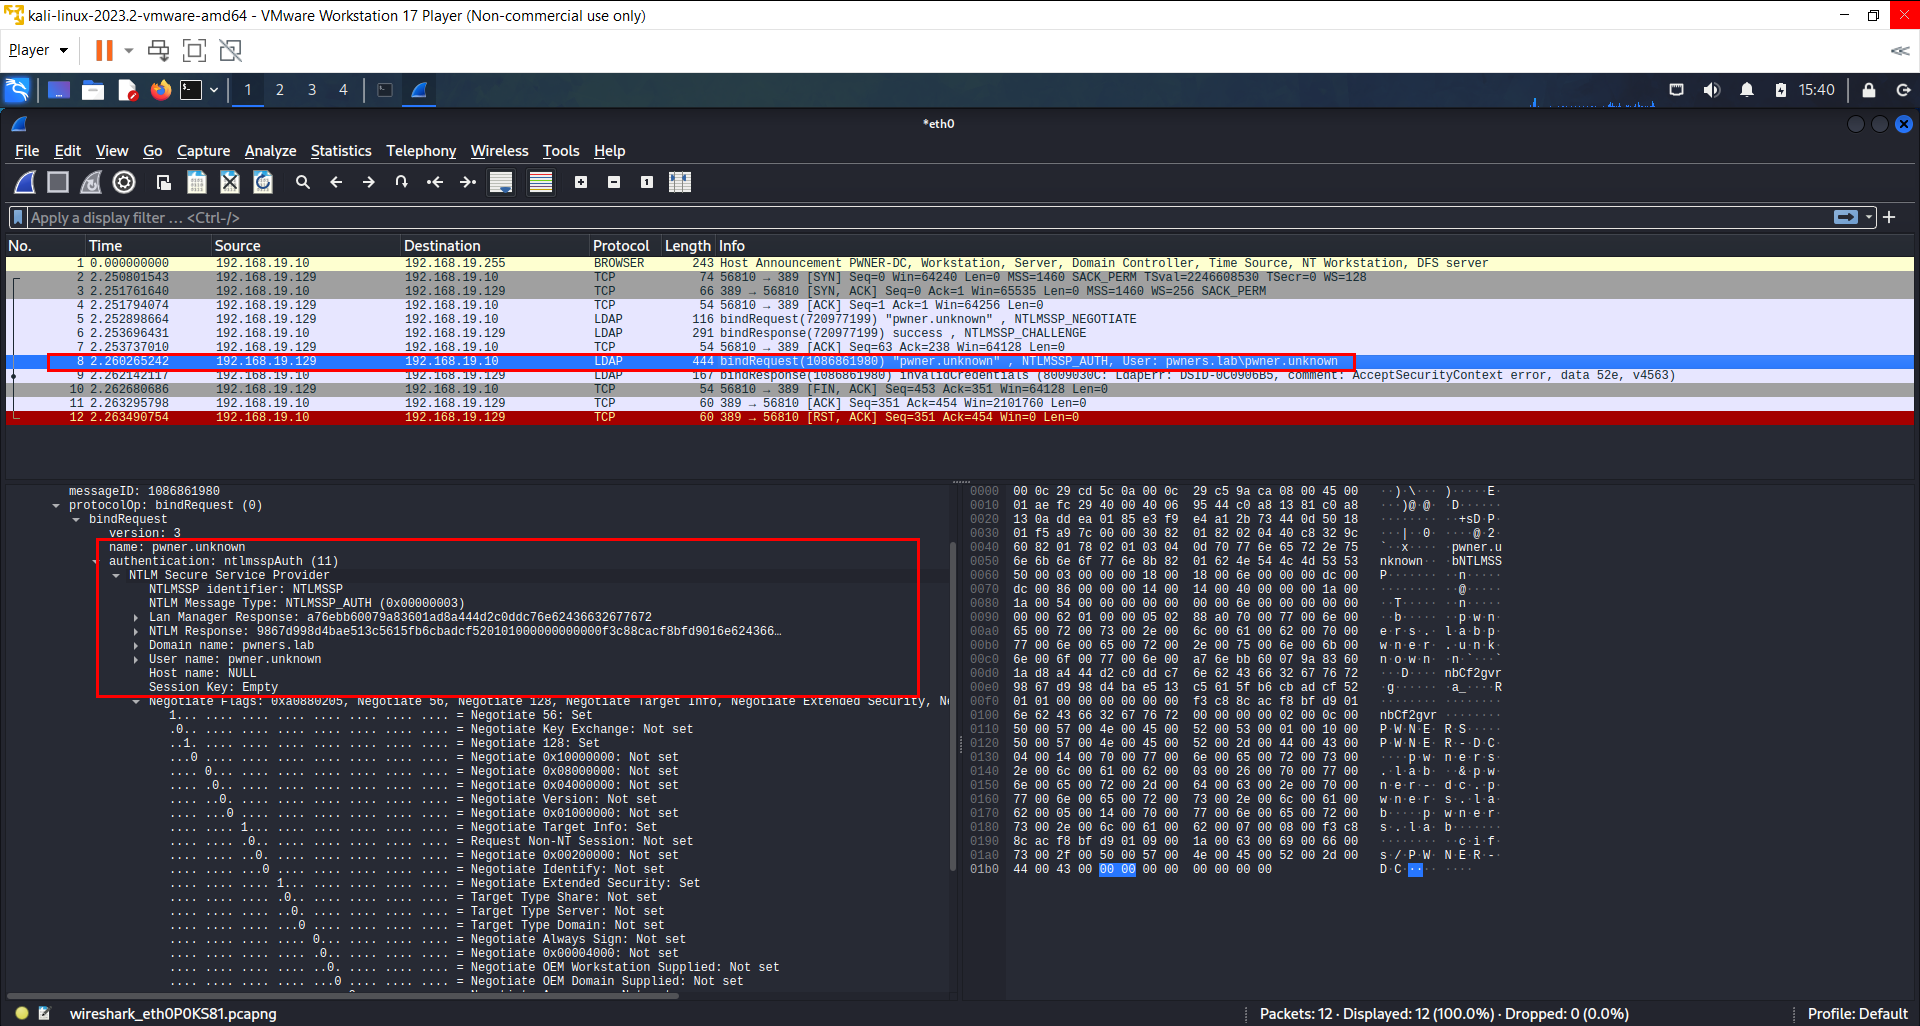 kali-linux-2023.2-vmware-amd64 - VMware Workstation 17 Player (Non-commercial use only)
Player
1 2 3 4
15:40
*eth0
File Edit View Go Capture Analyze Statistics Telephony Wireless Tools Help
Apply a display filter ... <Ctrl-/>
No. Time Source Destination Protocol Length Info
1 0.000000000 192.168.19.10 192.168.19.255 BROWSER 243 Host Announcement PWNER-DC, Workstation, Server, Domain Controller, Time Source, NT Workstation, DFS server
2 2.250801543 192.168.19.129 192.168.19.10 TCP 74 56810 → 389 [SYN] Seq=0 Win=64240 Len=0 MSS=1460 SACK_PERM TSval=2246608530 TSecr=0 WS=128
3 2.251761640 192.168.19.10 192.168.19.129 TCP 66 389 → 56810 [SYN, ACK] Seq=0 Ack=1 Win=65535 Len=0 MSS=1460 WS=256 SACK_PERM
4 2.251794074 192.168.19.129 192.168.19.10 TCP 54 56810 → 389 [ACK] Seq=1 Ack=1 Win=64256 Len=0
5 2.252898664 192.168.19.129 192.168.19.10 LDAP 116 bindRequest(720977199) "pwner.unknown" , NTLMSSP_NEGOTIATE
6 2.253696431 192.168.19.10 192.168.19.129 LDAP 291 bindResponse(720977199) success , NTLMSSP_CHALLENGE
7 2.253737010 192.168.19.129 192.168.19.10 TCP 54 56810 → 389 [ACK] Seq=63 Ack=238 Win=64128 Len=0
8 2.260265242 192.168.19.129 192.168.19.10 LDAP 444 bindRequest(1086861980) "pwner.unknown" , NTLMSSP_AUTH, User: pwners.lab\pwner.unknown
9 2.262142117 192.168.19.10 192.168.19.129 LDAP 167 bindResponse(1086861980) invalidCredentials (8009030C: LdapErr: DSID-0C0906B5, comment: AcceptSecurityContext error, data 52e, v4563)
10 2.262680686 192.168.19.129 192.168.19.10 TCP 54 56810 → 389 [FIN, ACK] Seq=453 Ack=351 Win=64128 Len=0
11 2.263295798 192.168.19.10 192.168.19.129 TCP 60 389 → 56810 [ACK] Seq=351 Ack=454 Win=2101760 Len=0
12 2.263490754 192.168.19.10 192.168.19.129 TCP 60 389 → 56810 [RST, ACK] Seq=351 Ack=454 Win=0 Len=0
messageID: 1086861980
protocolOp: bindRequest (0)
bindRequest
version: 3
name: pwner.unknown
authentication: ntlmsspAuth (11)
NTLM Secure Service Provider
NTLMSSP identifier: NTLMSSP
NTLM Message Type: NTLMSSP_AUTH (0x00000003)
Lan Manager Response: a76ebb60079a83601ad8a444d2c0ddc76e62436632677672
NTLM Response: 9867d998d4bae513c5615fb6cbadcf520101000000000000f3c88cacf8bfd9016e624366…
Domain name: pwners.lab
User name: pwner.unknown
Host name: NULL
Session Key: Empty
Negotiate Flags: 0xa0880205, Negotiate 56, Negotiate 128, Negotiate Target Info, Negotiate Extended Security, N
1... .... .... .... .... .... .... .... = Negotiate 56: Set
.0.. .... .... .... .... .... .... .... = Negotiate Key Exchange: Not set
..1. .... .... .... .... .... .... .... = Negotiate 128: Set
...0 .... .... .... .... .... .... .... = Negotiate 0x10000000: Not set
.... 0... .... .... .... .... .... .... = Negotiate 0x08000000: Not set
.... .0.. .... .... .... .... .... .... = Negotiate 0x04000000: Not set
.... ..0. .... .... .... .... .... .... = Negotiate Version: Not set
.... ...0 .... .... .... .... .... .... = Negotiate 0x01000000: Not set
.... .... 1... .... .... .... .... .... = Negotiate Target Info: Set
.... .... .0.. .... .... .... .... .... = Request Non-NT Session: Not set
.... .... ..0. .... .... .... .... .... = Negotiate 0x00200000: Not set
.... .... ...0 .... .... .... .... .... = Negotiate Identify: Not set
.... .... .... 1... .... .... .... .... = Negotiate Extended Security: Set
.... .... .... .0.. .... .... .... .... = Target Type Share: Not set
.... .... .... ..0. .... .... .... .... = Target Type Server: Not set
.... .... .... ...0 .... .... .... .... = Target Type Domain: Not set
.... .... .... .... 0... .... .... .... = Negotiate Always Sign: Not set
.... .... .... .... .0.. .... .... .... = Negotiate 0x00004000: Not set
.... .... .... .... ..0. .... .... .... = Negotiate OEM Workstation Supplied: Not set
.... .... .... .... ...0 .... .... .... = Negotiate OEM Domain Supplied: Not set
0000 00 0c 29 cd 5c 0a 00 0c 29 c5 9a ca 08 00 45 00 ··)·\···)·····E·
0010 01 ae fc 29 40 00 40 06 95 44 c0 a8 13 81 c0 a8 ···)@·@··D······
0020 13 0a dd ea 01 85 e3 f9 e4 a1 2b 73 44 0d 50 18 ··········+sD·P·
0030 01 f5 a9 7c 00 00 30 82 01 82 02 04 40 c8 32 9c ···|··0·····@·2·
0040 60 82 01 78 02 01 03 04 0d 70 77 6e 65 72 2e 75 `··x·····pwner.u
0050 6e 6b 6e 6f 77 6e 8b 82 01 62 4e 54 4c 4d 53 53 nknown···bNTLMSS
0060 50 00 03 00 00 00 18 00 18 00 6e 00 00 00 dc 00 P·········n·····
0070 dc 00 86 00 00 00 14 00 14 00 40 00 00 00 1a 00 ··········@·····
0080 1a 00 54 00 00 00 00 00 00 00 6e 00 00 00 00 00 ··T·······n·····
0090 00 00 62 01 00 00 05 02 88 a0 70 00 77 00 6e 00 ··b·······p·w·n·
00a0 65 00 72 00 73 00 2e 00 6c 00 61 00 62 00 70 00 e·r·s·.·l·a·b·p·
00b0 77 00 6e 00 65 00 72 00 2e 00 75 00 6e 00 6b 00 w·n·e·r·.·u·n·k·
00c0 6e 00 6f 00 77 00 6e 00 a7 6e bb 60 07 9a 83 60 n·o·w·n··n·`···`
00d0 1a d8 a4 44 d2 c0 dd c7 6e 62 43 66 32 67 76 72 ···D····nbCf2gvr
00e0 98 67 d9 98 d4 ba e5 13 c5 61 5f b6 cb ad cf 52 ·g·······a_····R
00f0 01 01 00 00 00 00 00 00 f3 c8 8c ac f8 bf d9 01 ················
0100 6e 62 43 66 32 67 76 72 00 00 00 00 02 00 0c 00 nbCf2gvr········
0110 50 00 57 00 4e 00 45 00 52 00 53 00 01 00 10 00 P·W·N·E·R·S·····
0120 50 00 57 00 4e 00 45 00 52 00 2d 00 44 00 43 00 P·W·N·E·R·-·D·C·
0130 04 00 14 00 70 00 77 00 6e 00 65 00 72 00 73 00 ····p·w·n·e·r·s·
0140 2e 00 6c 00 61 00 62 00 03 00 26 00 70 00 77 00 .·l·a·b···&·p·w·
0150 6e 00 65 00 72 00 2d 00 64 00 63 00 2e 00 70 00 n·e·r·-·d·c·.·p·
0160 77 00 6e 00 65 00 72 00 73 00 2e 00 6c 00 61 00 w·n·e·r·s·.·l·a·
0170 62 00 05 00 14 00 70 00 77 00 6e 00 65 00 72 00 b·····p·w·n·e·r·
0180 73 00 2e 00 6c 00 61 00 62 00 07 00 08 00 f3 c8 s·.·l·a·b·······
0190 8c ac f8 bf d9 01 09 00 1a 00 63 00 69 00 66 00 ··········c·i·f·
01a0 73 00 2f 00 50 00 57 00 4e 00 45 00 52 00 2d 00 s·/·P·W·N·E·R·-·
01b0 44 00 43 00 00 00 00 00 00 00 00 00 D·C·········
wireshark_eth0P0KS81.pcapng
Packets: 12 · Displayed: 12 (100.0%) · Dropped: 0 (0.0%)
Profile: Default